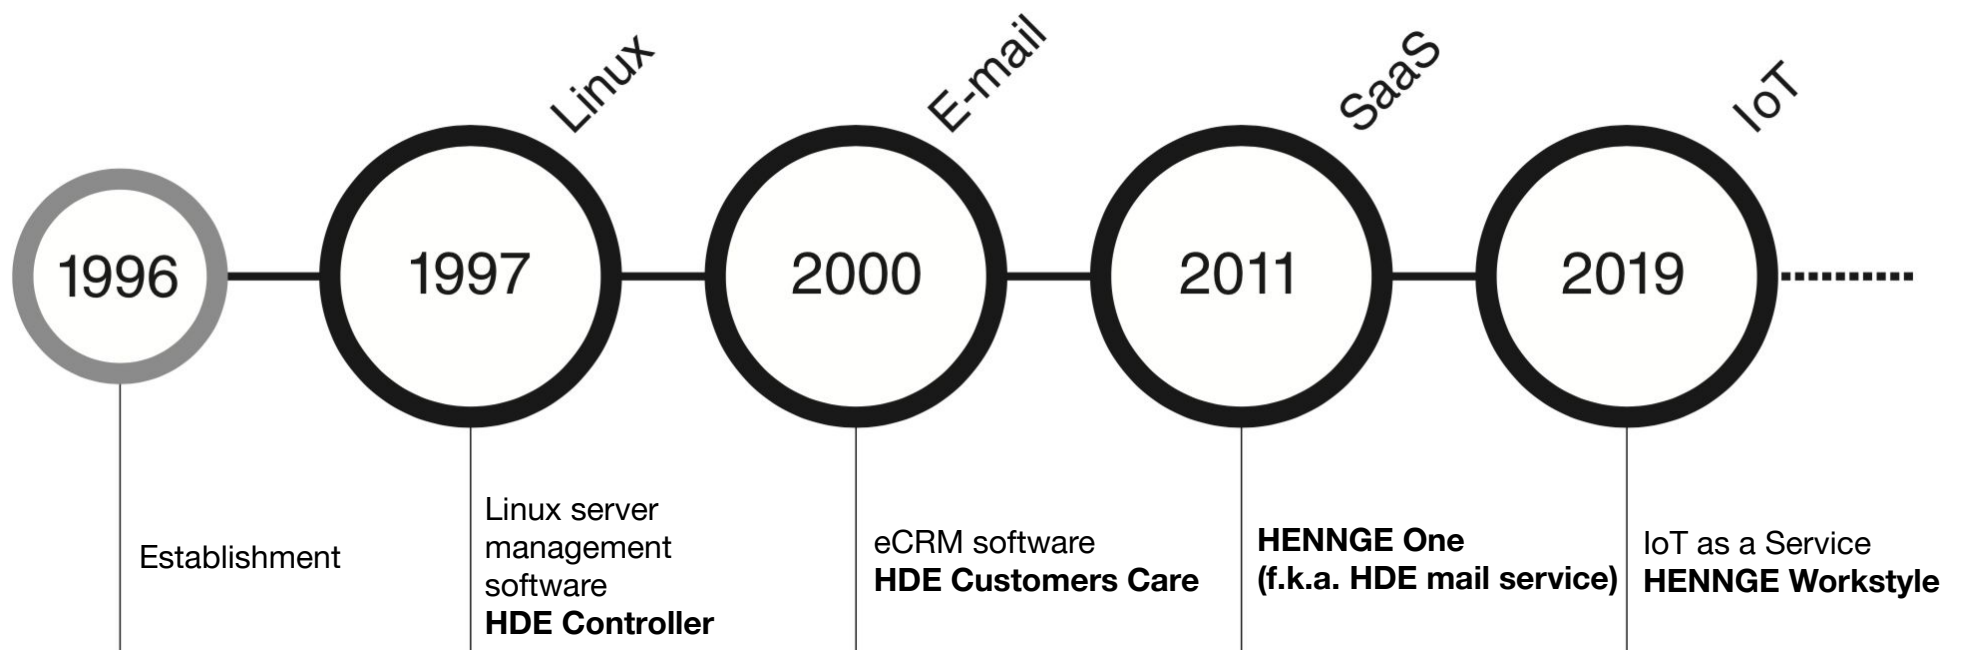 Linux
E-mail
SaaS
IoT
1996
1997
2000
2011
2019
Establishment
Linux server
management
software
HDE Controller
eCRM software
HDE Customers Care
HENNGE One
(f.k.a. HDE mail service)
IoT as a Service
HENNGE Workstyle